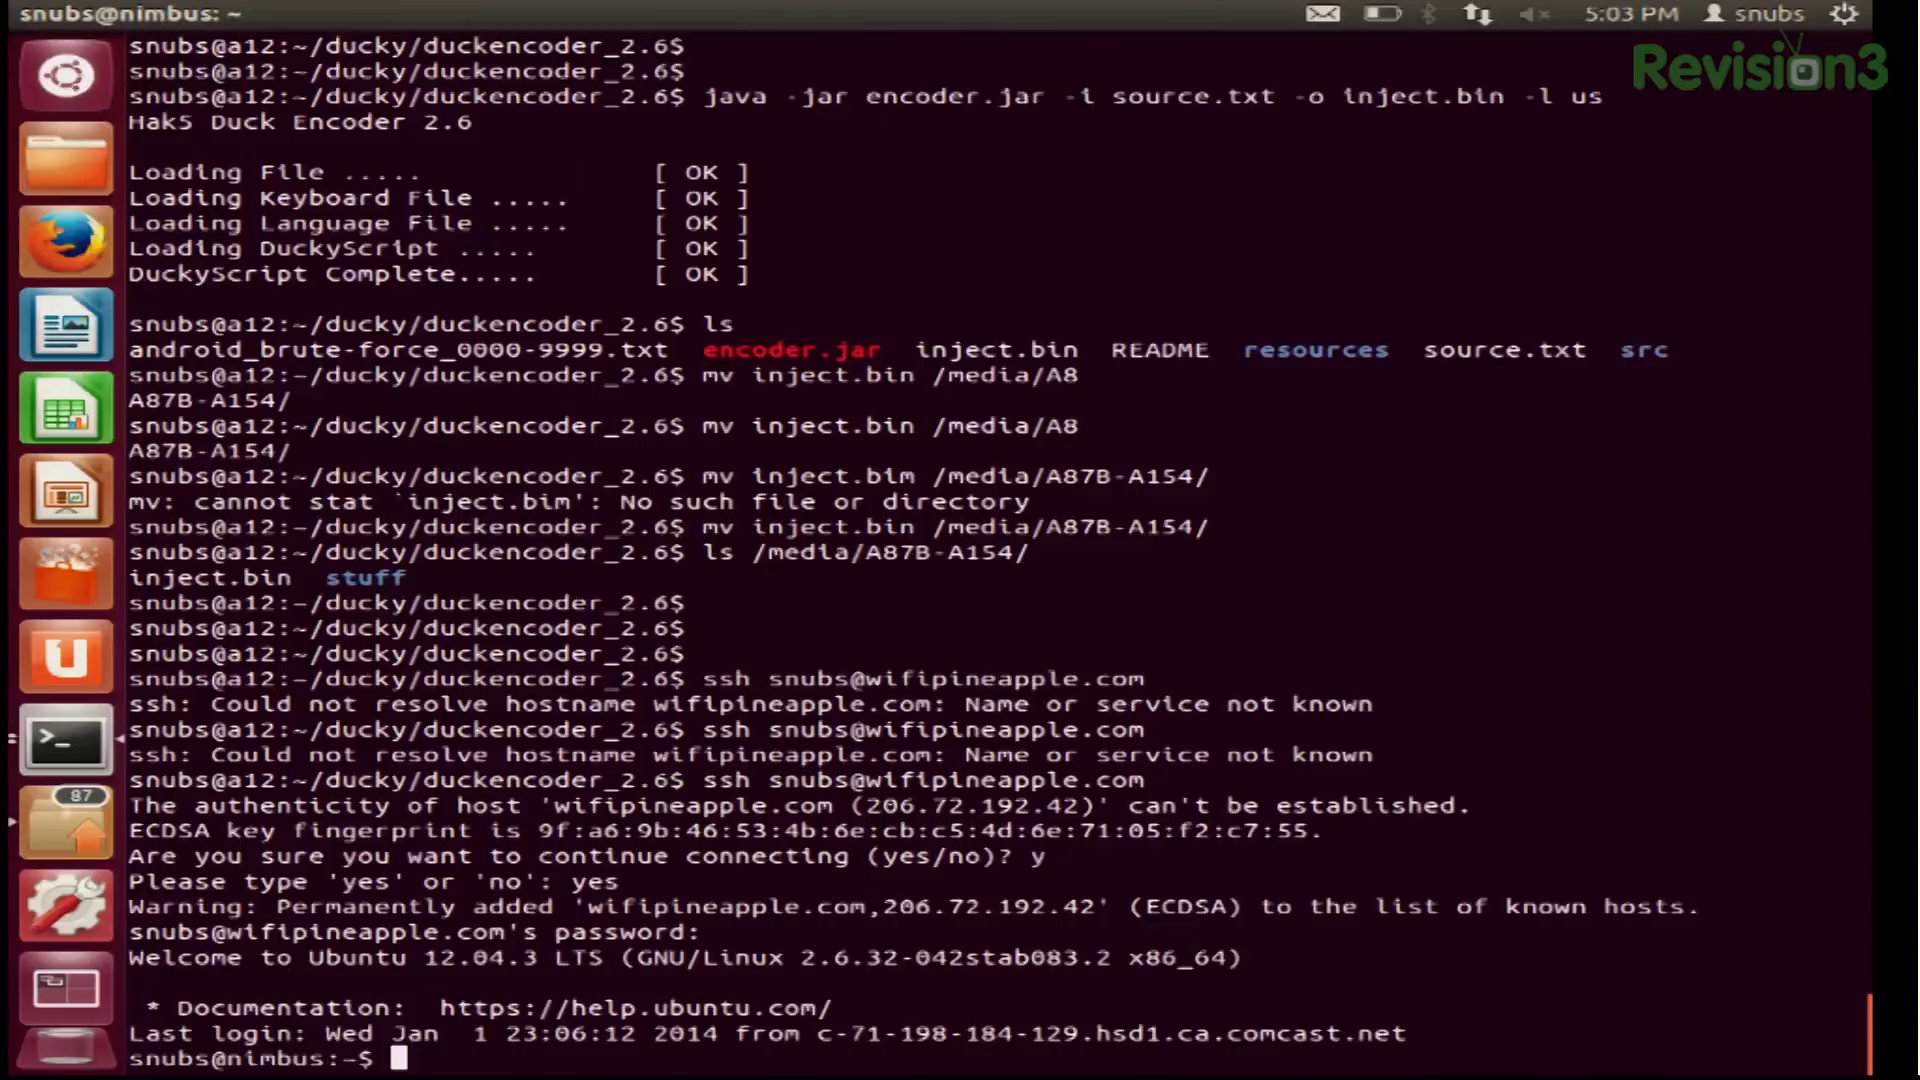 snubs@nimbus: ~
5:03 PM snubs
Revision3
snubs@a12:~/ducky/duckencoder_2.6$
snubs@a12:~/ducky/duckencoder_2.6$
snubs@a12:~/ducky/duckencoder_2.6$ java -jar encoder.jar -i source.txt -o inject.bin -l us
Hak5 Duck Encoder 2.6
Loading File ..... [ OK ]
Loading Keyboard File ..... [ OK ]
Loading Language File ..... [ OK ]
Loading DuckyScript ..... [ OK ]
DuckyScript Complete..... [ OK ]
snubs@a12:~/ducky/duckencoder_2.6$ ls
android_brute-force_0000-9999.txt encoder.jar inject.bin README resources source.txt src
snubs@a12:~/ducky/duckencoder_2.6$ mv inject.bin /media/A8
A87B-A154/
snubs@a12:~/ducky/duckencoder_2.6$ mv inject.bin /media/A8
A87B-A154/
snubs@a12:~/ducky/duckencoder_2.6$ mv inject.bim /media/A87B-A154/
mv: cannot stat `inject.bim': No such file or directory
snubs@a12:~/ducky/duckencoder_2.6$ mv inject.bin /media/A87B-A154/
snubs@a12:~/ducky/duckencoder_2.6$ ls /media/A87B-A154/
inject.bin stuff
snubs@a12:~/ducky/duckencoder_2.6$
snubs@a12:~/ducky/duckencoder_2.6$
snubs@a12:~/ducky/duckencoder_2.6$
snubs@a12:~/ducky/duckencoder_2.6$ ssh snubs@wifipineapple.com
ssh: Could not resolve hostname wifipineapple.com: Name or service not known
snubs@a12:~/ducky/duckencoder_2.6$ ssh snubs@wifipineapple.com
ssh: Could not resolve hostname wifipineapple.com: Name or service not known
snubs@a12:~/ducky/duckencoder_2.6$ ssh snubs@wifipineapple.com
The authenticity of host 'wifipineapple.com (206.72.192.42)' can't be established.
ECDSA key fingerprint is 9f:a6:9b:46:53:4b:6e:cb:c5:4d:6e:71:05:f2:c7:55.
Are you sure you want to continue connecting (yes/no)? y
Please type 'yes' or 'no': yes
Warning: Permanently added 'wifipineapple.com,206.72.192.42' (ECDSA) to the list of known hosts.
snubs@wifipineapple.com's password:
Welcome to Ubuntu 12.04.3 LTS (GNU/Linux 2.6.32-042stab083.2 x86_64)
* Documentation: https://help.ubuntu.com/
Last login: Wed Jan 1 23:06:12 2014 from c-71-198-184-129.hsd1.ca.comcast.net
snubs@nimbus:~$
87